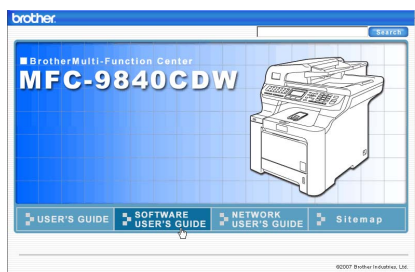 brother
Search
BrotherMulti-Function Center
MFC-9840CDW
USER'S GUIDE
SOFTWARE
USER'S GUIDE
NETWORK
USER'S GUIDE
Sitemap
©2007 Brother Industries, Ltd.